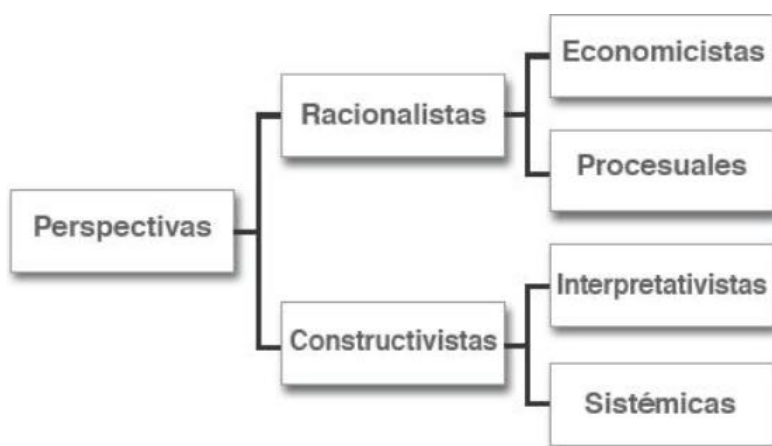 Perspectivas
Racionalistas
Economicistas
Procesuales
Constructivistas
Interpretativistas
Sistémicas